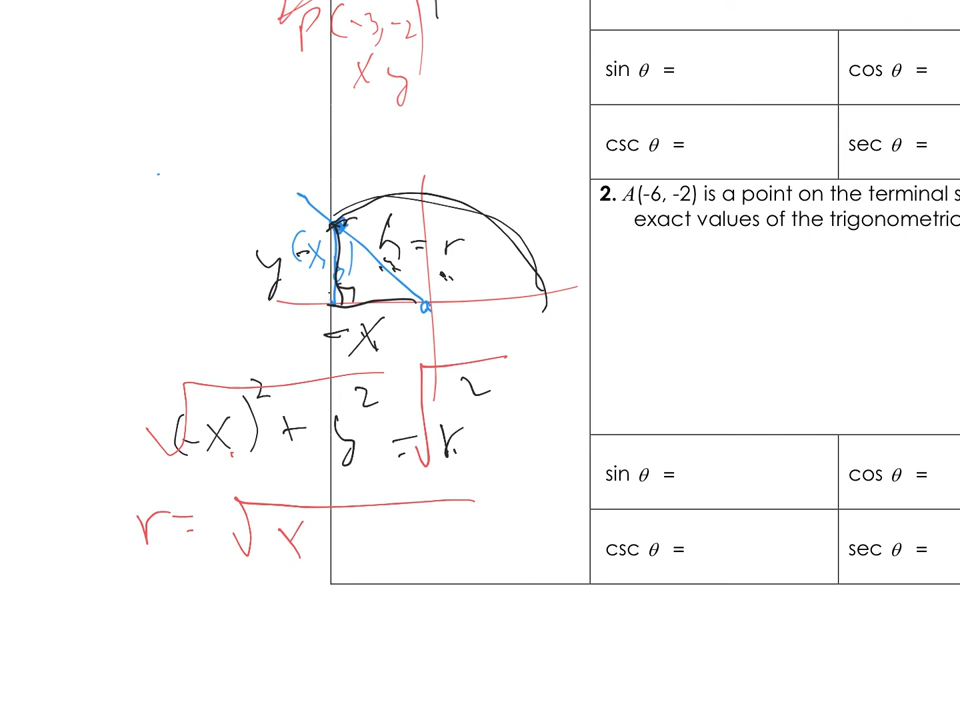 P (-3, -2)
x y
sin θ =
cos θ =
csc θ =
sec θ =
2. A(-6, -2) is a point on the terminal s
exact values of the trigonometric
y
(-x, y)
h = r
-x
√(-x)² + y² = √r²
r = √x
sin θ =
cos θ =
csc θ =
sec θ =